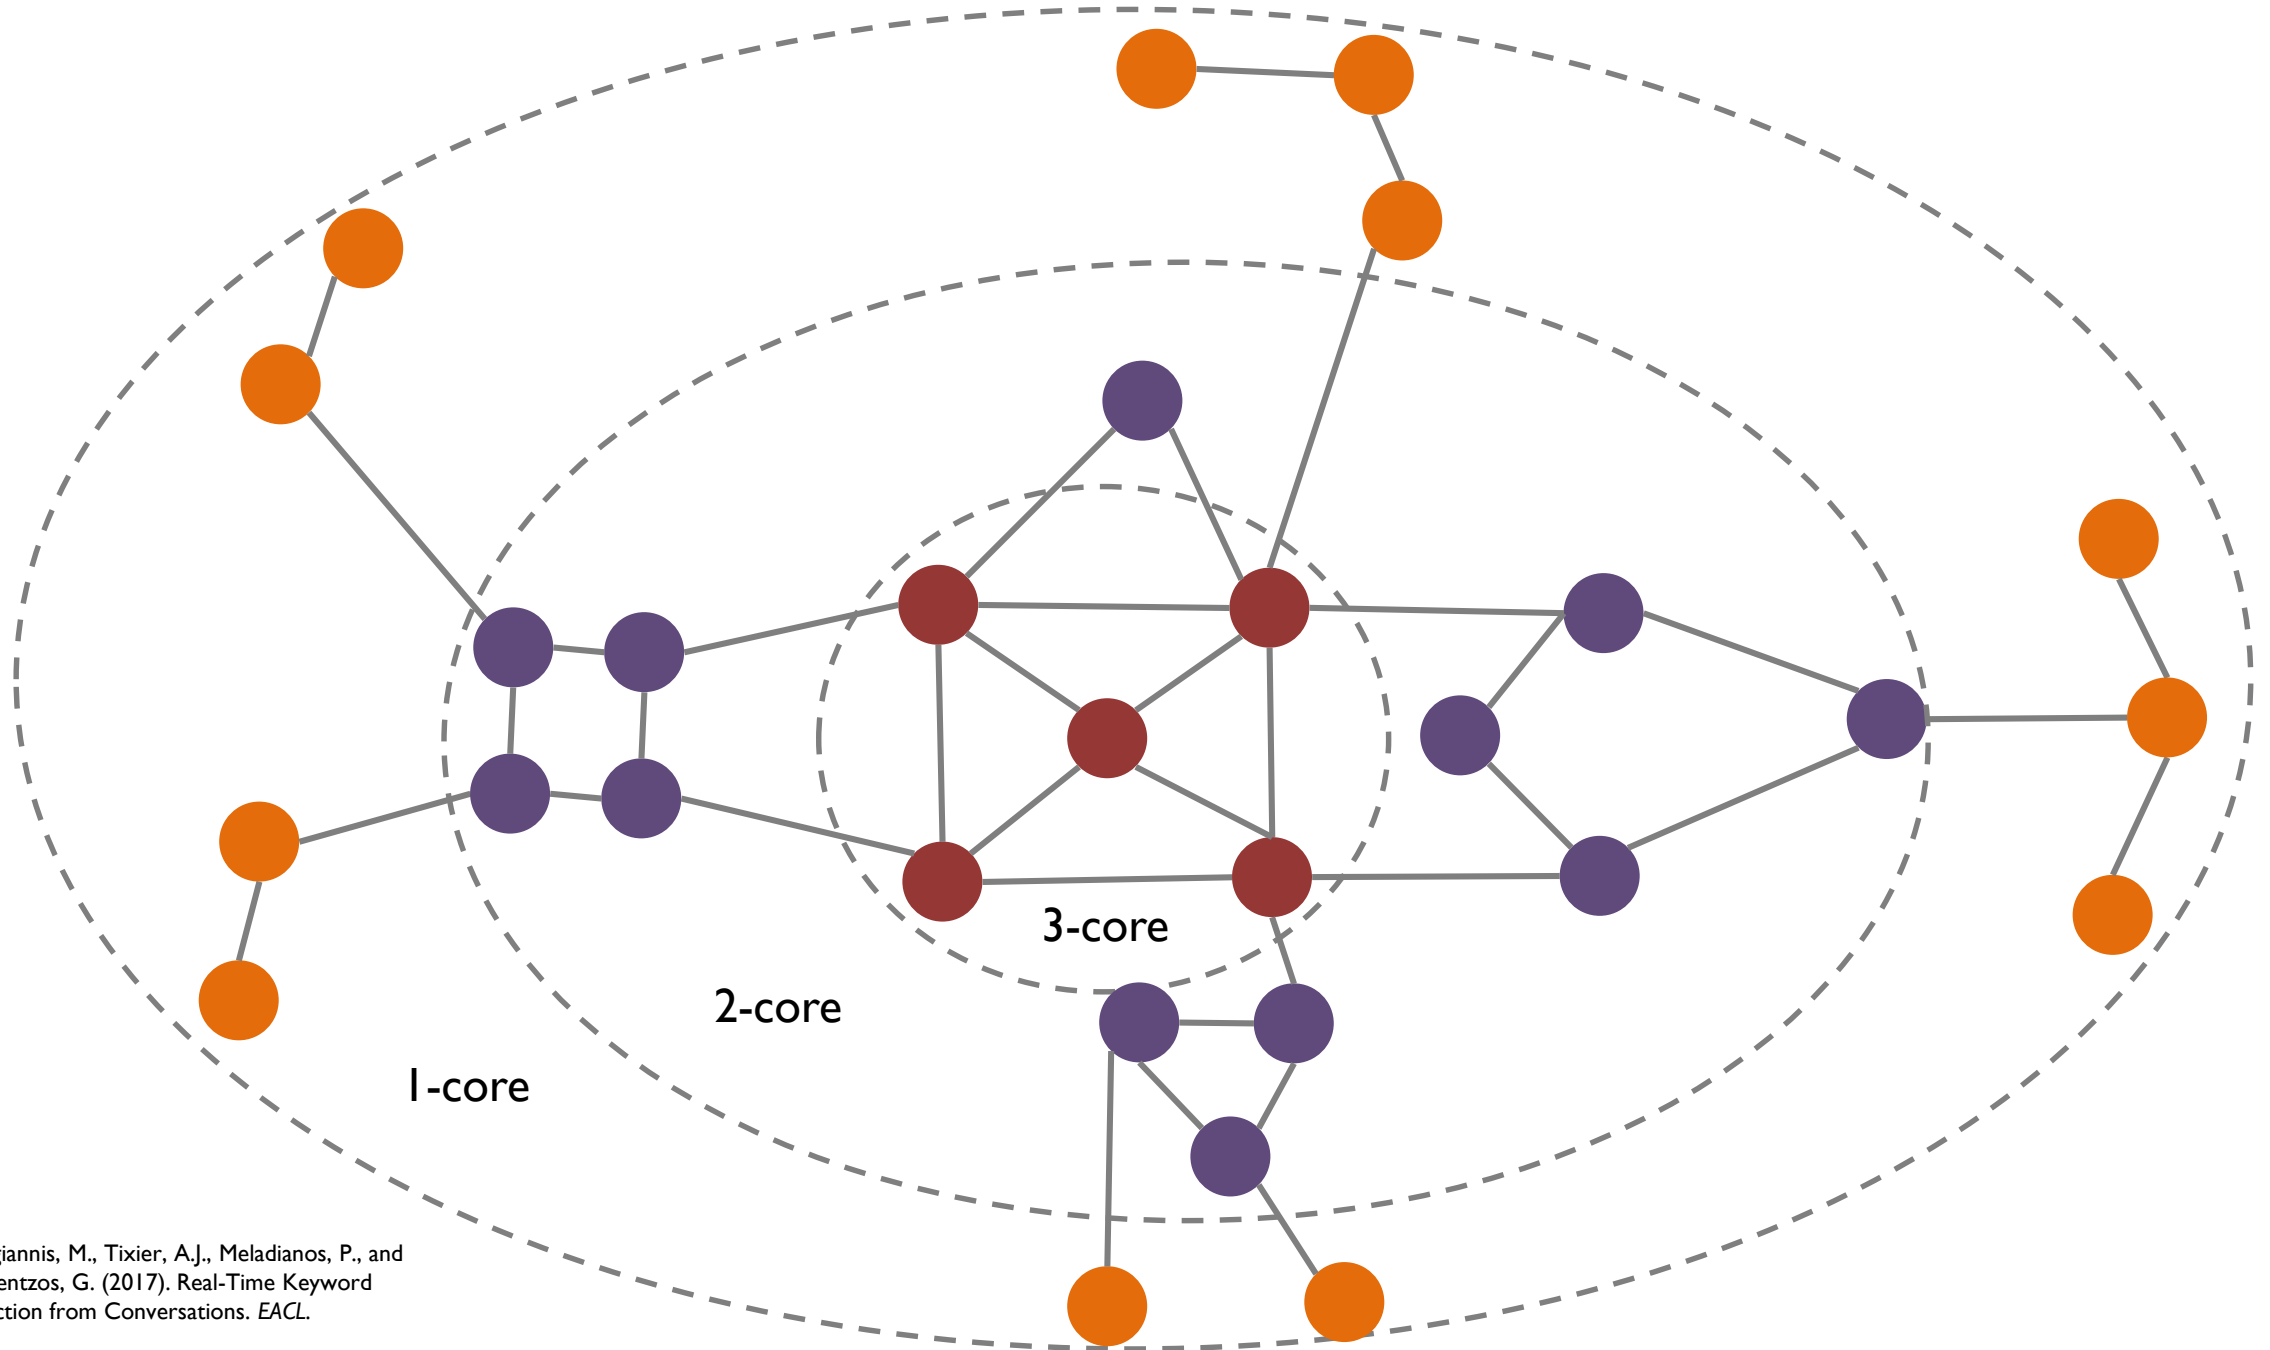 3-core
2-core
1-core
giannis, M., Tixier, A.J., Meladianos, P., and
entzos, G. (2017). Real-Time Keyword
ction from Conversations. EACL.